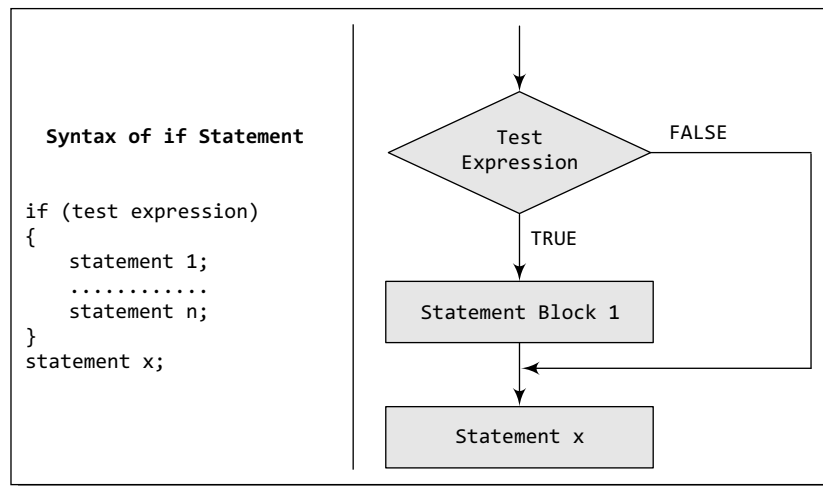 Syntax of if Statement
if (test expression)
{
    statement 1;
    ............
    statement n;
}
statement x;
Test
Expression
FALSE
TRUE
Statement Block 1
Statement x